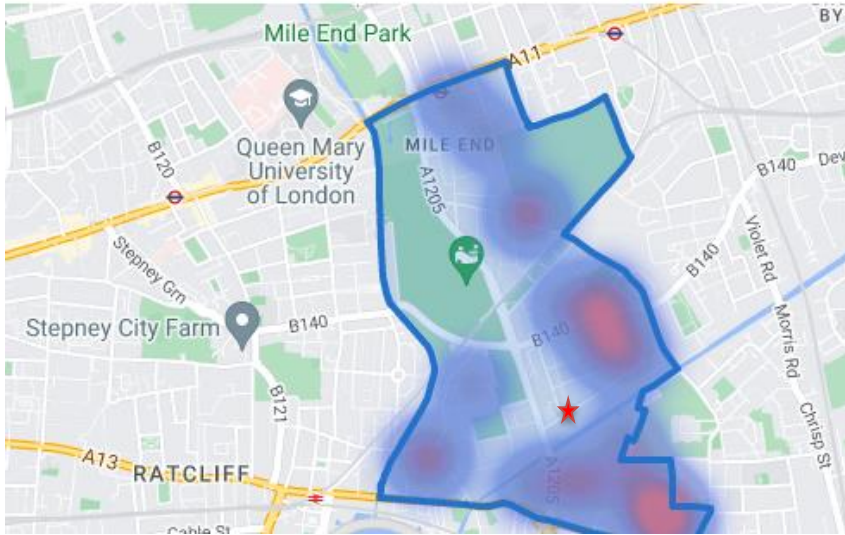 Mile End Park
A11
BY
MILE END
Queen Mary
University
of London
B120
A1205
B140
Dev
Stepney Grn
B140
Violet Rd
Stepney City Farm
B140
B140
Morris Rd
B121
Chrisp St
A13
RATCLIFF
A1205
Cable St